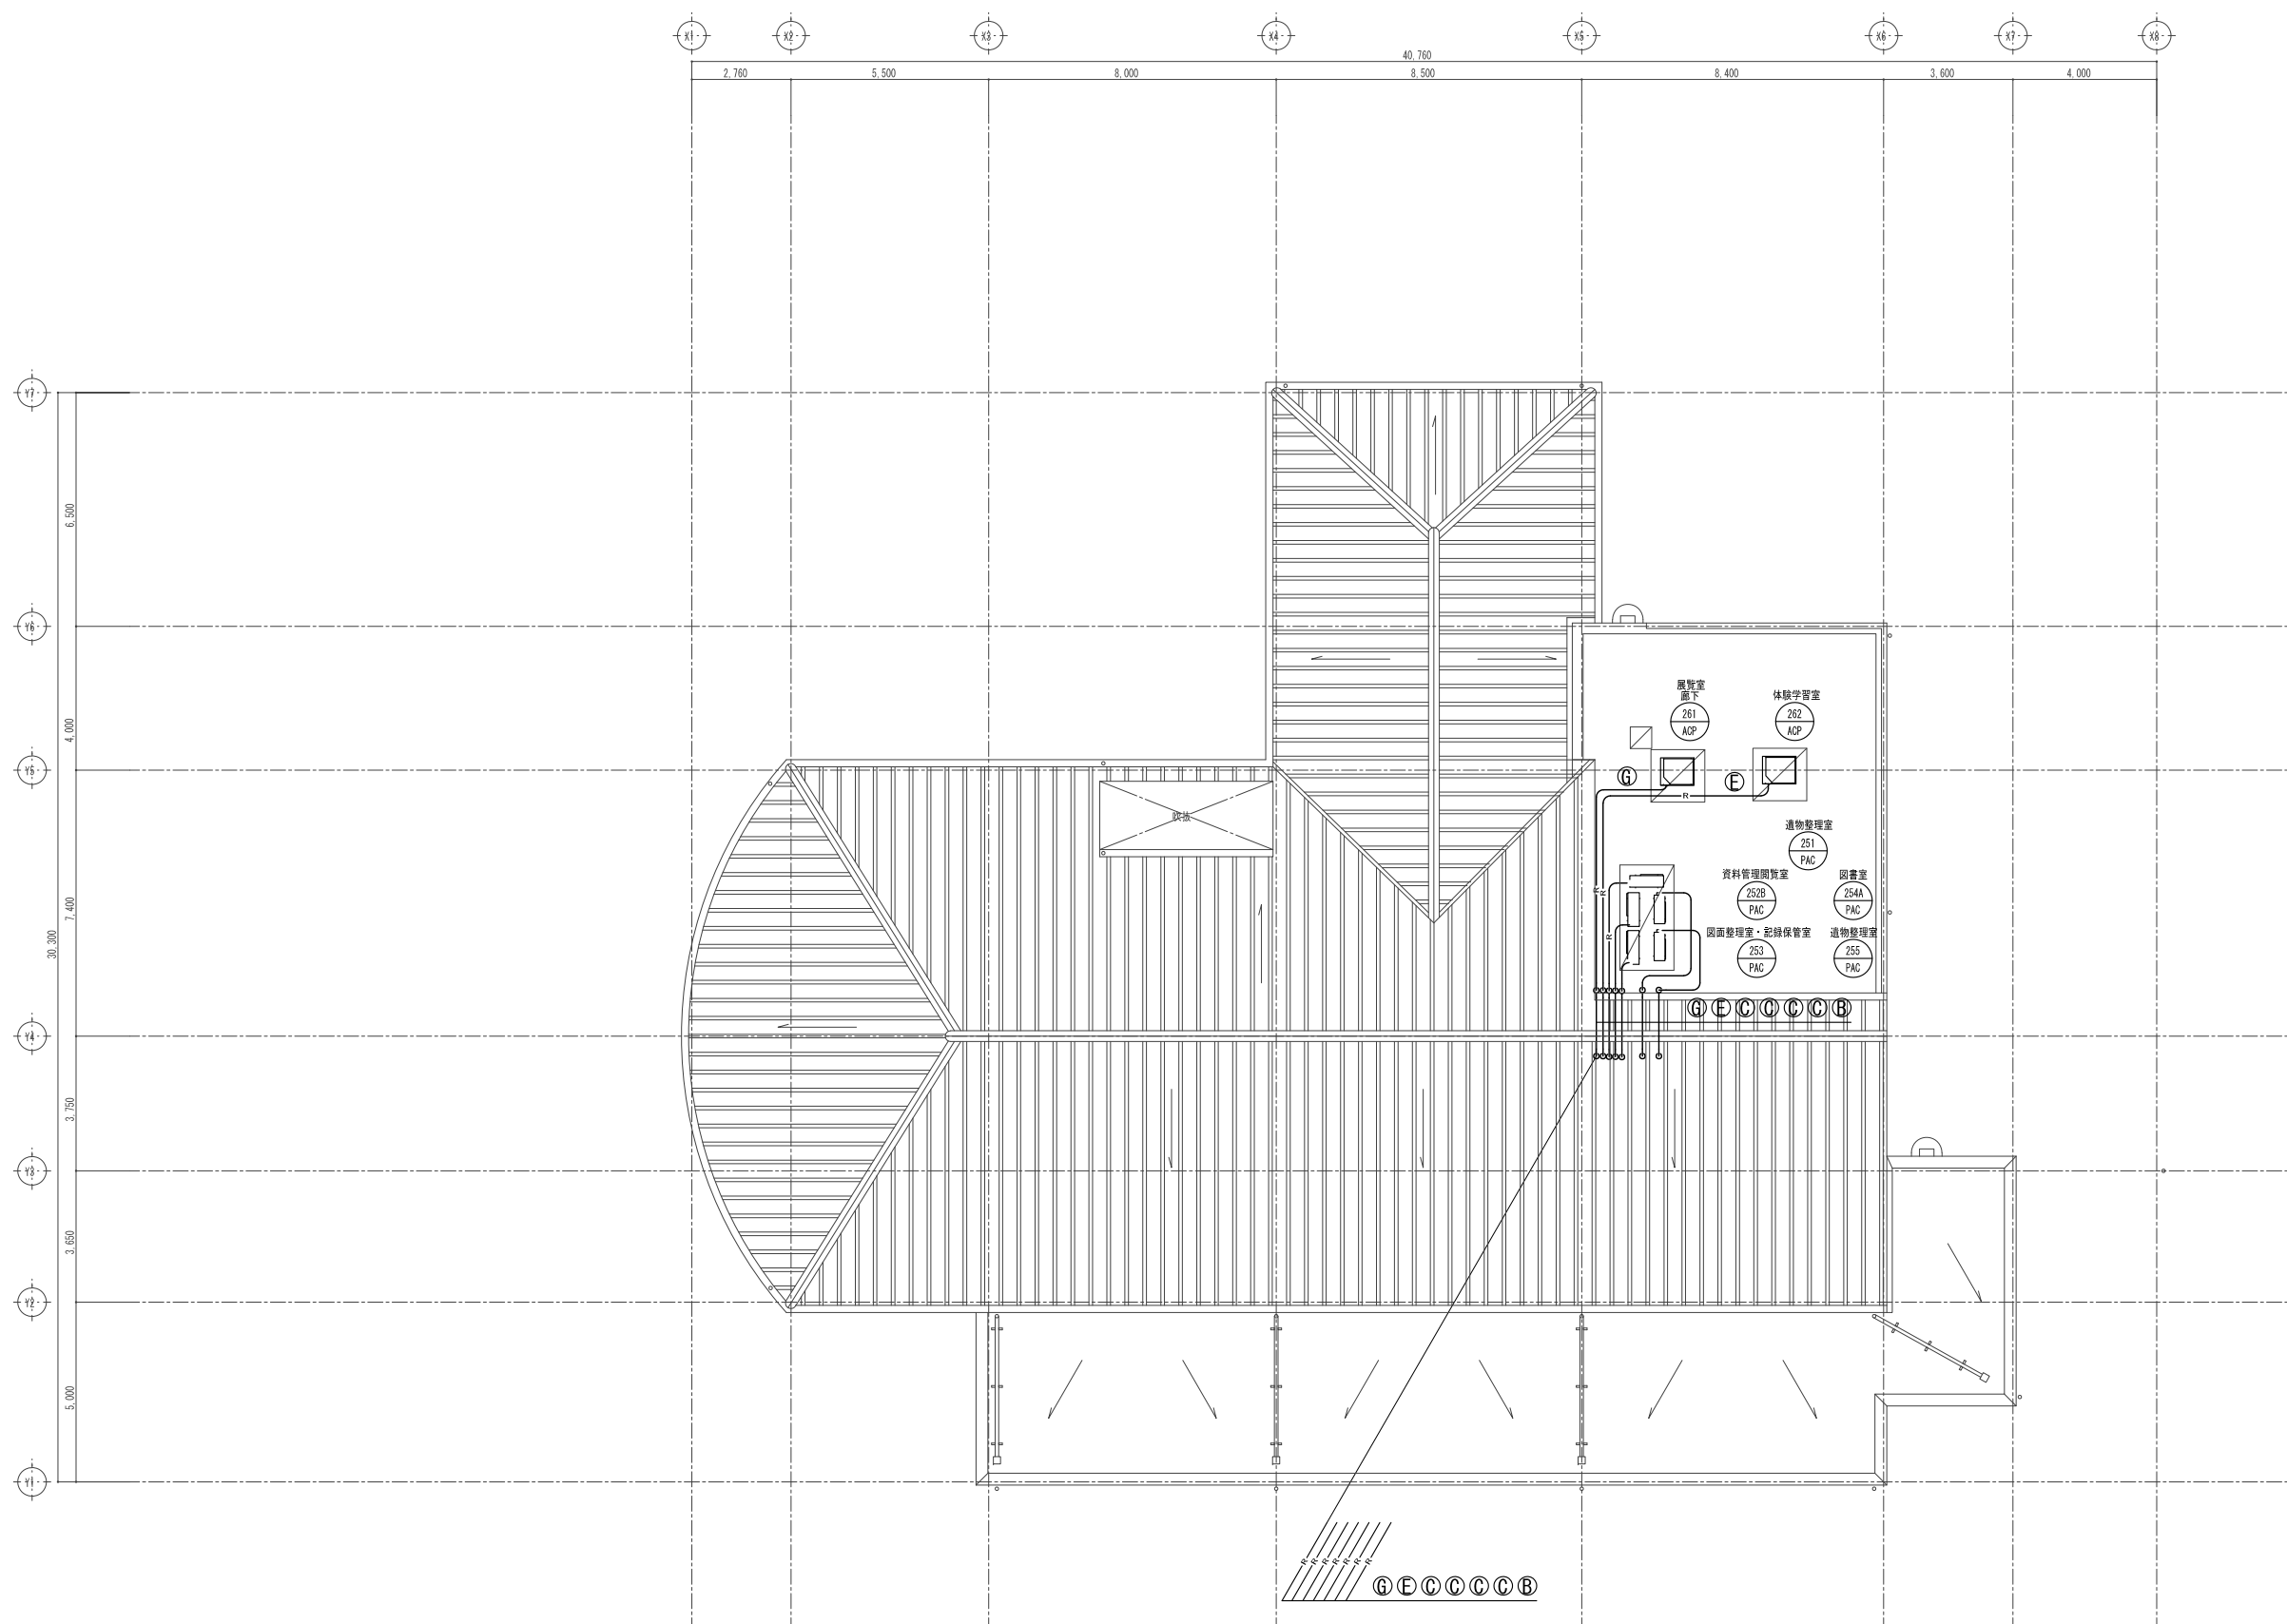 X1 X2 X3 X4 X5 X6 X7 X8
40,760
2,760 5,500 8,000 8,500 8,400 3,600 4,000
Y7
6,500
Y6
4,000
Y5
7,400
30,300
Y4
3,750
Y3
3,650
Y2
5,000
Y1
吹抜
展覧室
廊下
261
ACP
体験学習室
262
ACP
G
E
R
遺物整理室
251
PAC
資料管理閲覧室
252B
PAC
図書室
254A
PAC
R R
R
図面整理室・記録保管室
253
PAC
遺物整理室
255
PAC
G E C C C C B
R R R R R R R
G E C C C C B